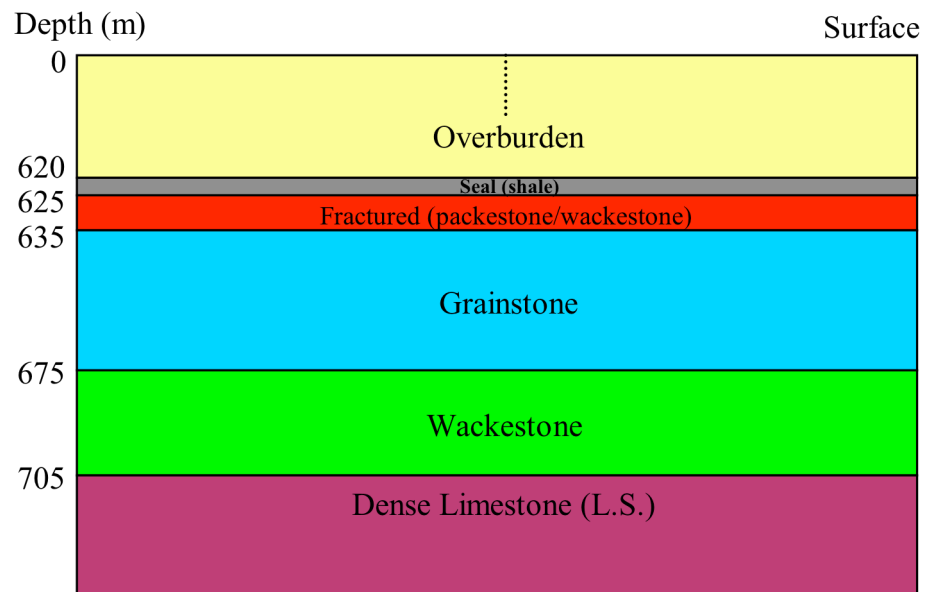 Depth (m)
Surface
0
Overburden
620
Seal (shale)
625
Fractured (packestone/wackestone)
635
Grainstone
675
Wackestone
705
Dense Limestone (L.S.)